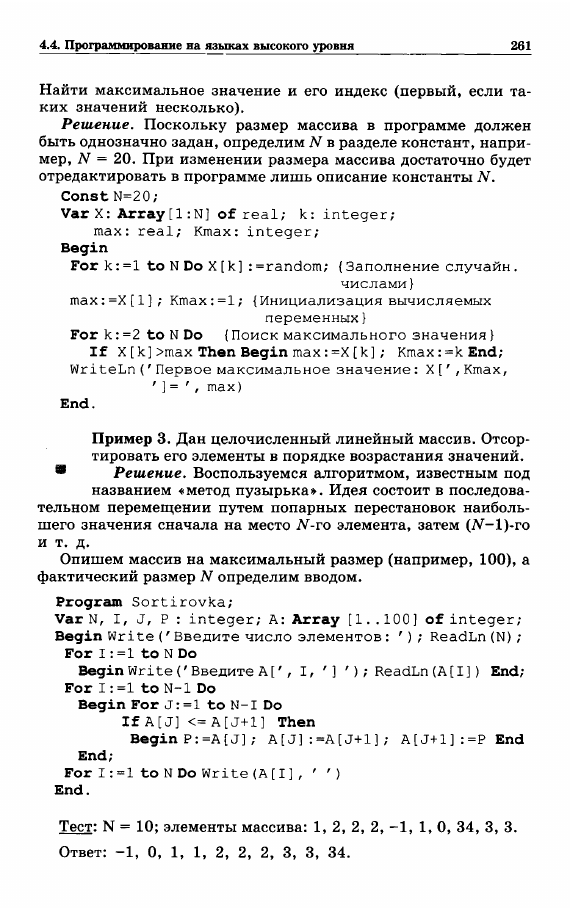 4.4. Программирование на языках высокого уровня 261
Найти максимальное значение и его индекс (первый, если та-
ких значений несколько).
Решение. Поскольку размер массива в программе должен
быть однозначно задан, определим N в разделе констант, напри-
мер, N = 20. При изменении размера массива достаточно будет
отредактировать в программе лишь описание константы N.
Const N=20;
Var X: Array[1:N] of real; k: integer;
max: real; Kmax: integer;
Begin
For k:=1 to N Do X[k]:=random; {Заполнение случайн.
числами}
max:=X[1]; Kmax:=1; {Инициализация вычисляемых
переменных}
For k:=2 to N Do {Поиск максимального значения}
If X[k]>max Then Begin max:=X[k]; Kmax:=k End;
WriteLn('Первое максимальное значение: X[',Kmax,
']= ', max)
End.
Пример 3. Дан целочисленный линейный массив. Отсор-
тировать его элементы в порядке возрастания значений.
Решение. Воспользуемся алгоритмом, известным под
названием «метод пузырька». Идея состоит в последова-
тельном перемещении путем попарных перестановок наиболь-
шего значения сначала на место N-го элемента, затем (N–1)-го
и т. д.
Опишем массив на максимальный размер (например, 100), а
фактический размер N определим вводом.
Program Sortirovka;
Var N, I, J, P : integer; A: Array [1..100] of integer;
Begin Write('Введите число элементов: '); ReadLn(N);
For I:=1 to N Do
Begin Write('Введите A[', I, '] '); ReadLn(A[I]) End;
For I:=1 to N-1 Do
Begin For J:=1 to N-I Do
If A[J] <= A[J+1] Then
Begin P:=A{J]; A[J]:=A[J+1]; A[J+1]:=P End
End;
For I:=1 to N Do Write(A[I], ' ')
End.
Тест: N = 10; элементы массива: 1, 2, 2, 2, –1, 1, 0, 34, 3, 3.
Ответ: –1, 0, 1, 1, 2, 2, 2, 3, 3, 34.